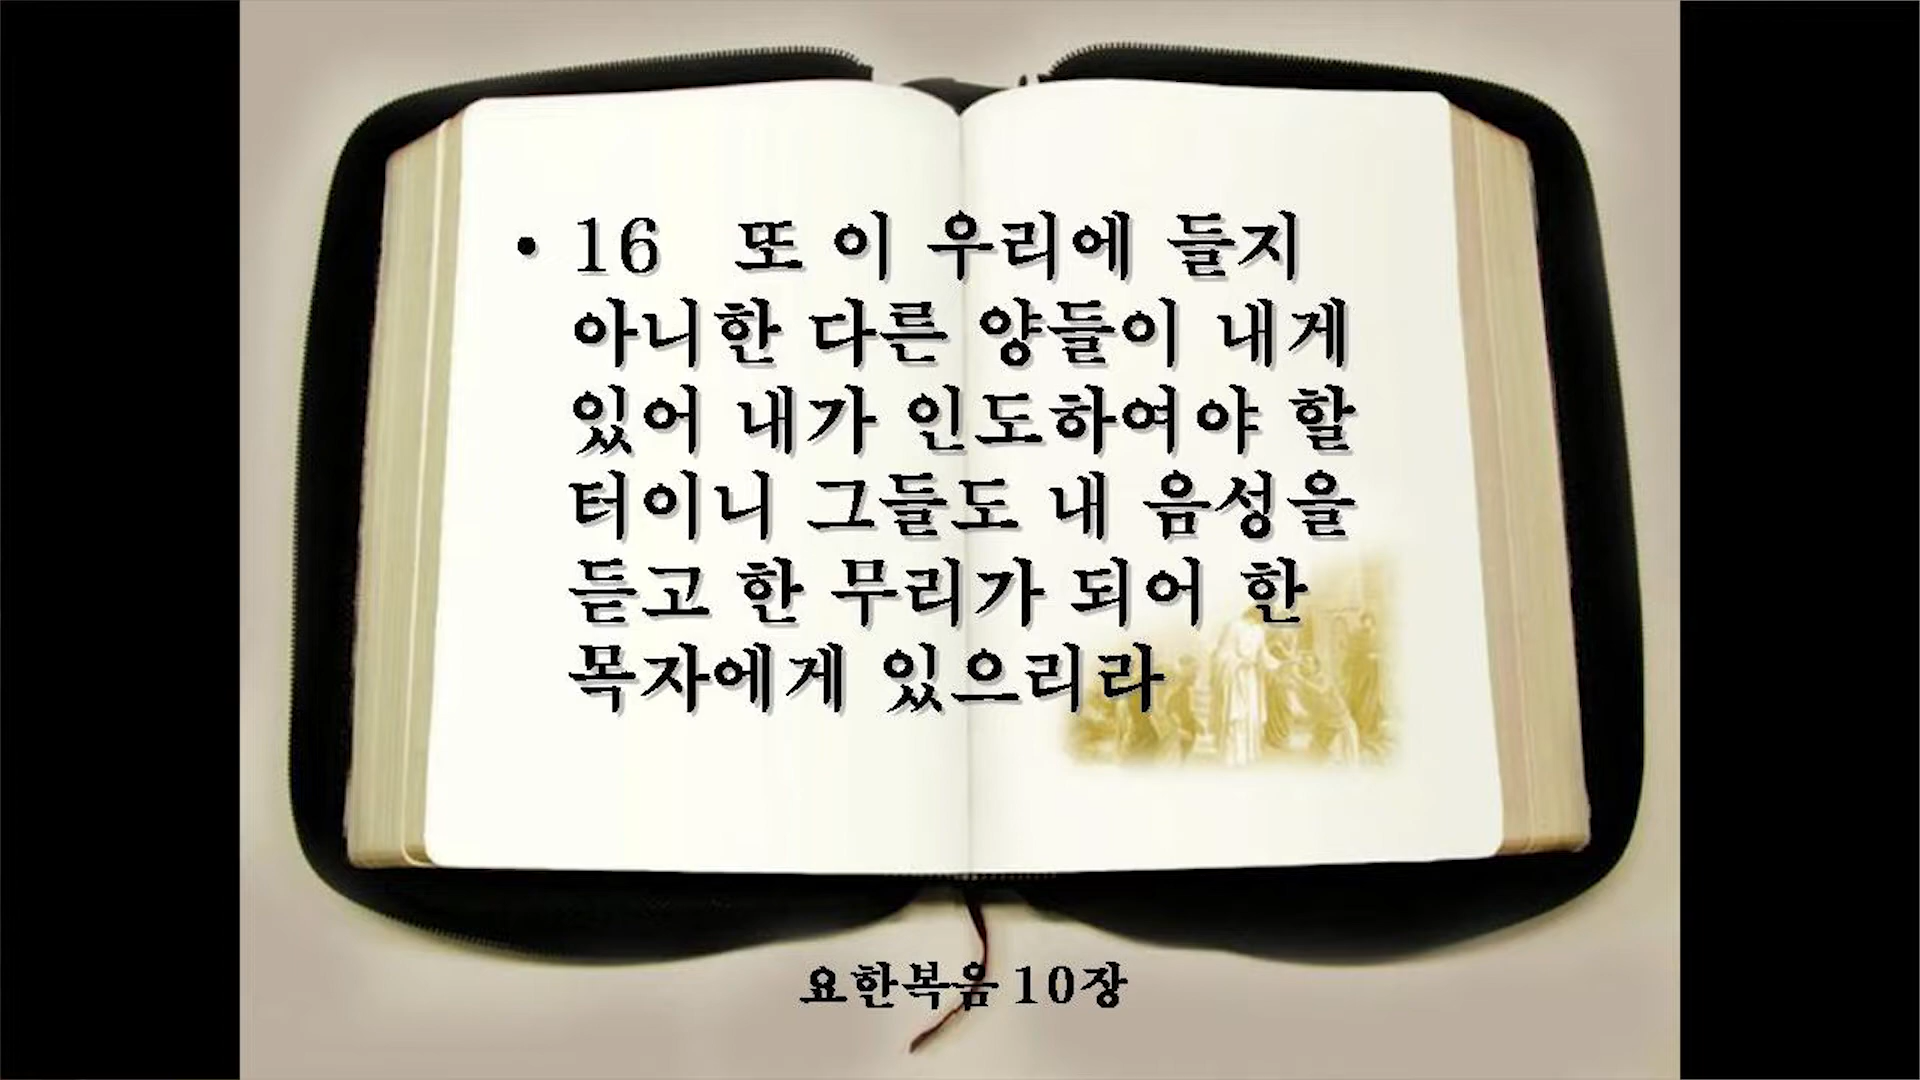 • 16 또 이 우리에 들지
아니한 다른 양들이 내게
있어 내가 인도하여야 할
터이니 그들도 내 음성을
듣고 한 무리가 되어 한
목자에게 있으리라
요한복음 10장